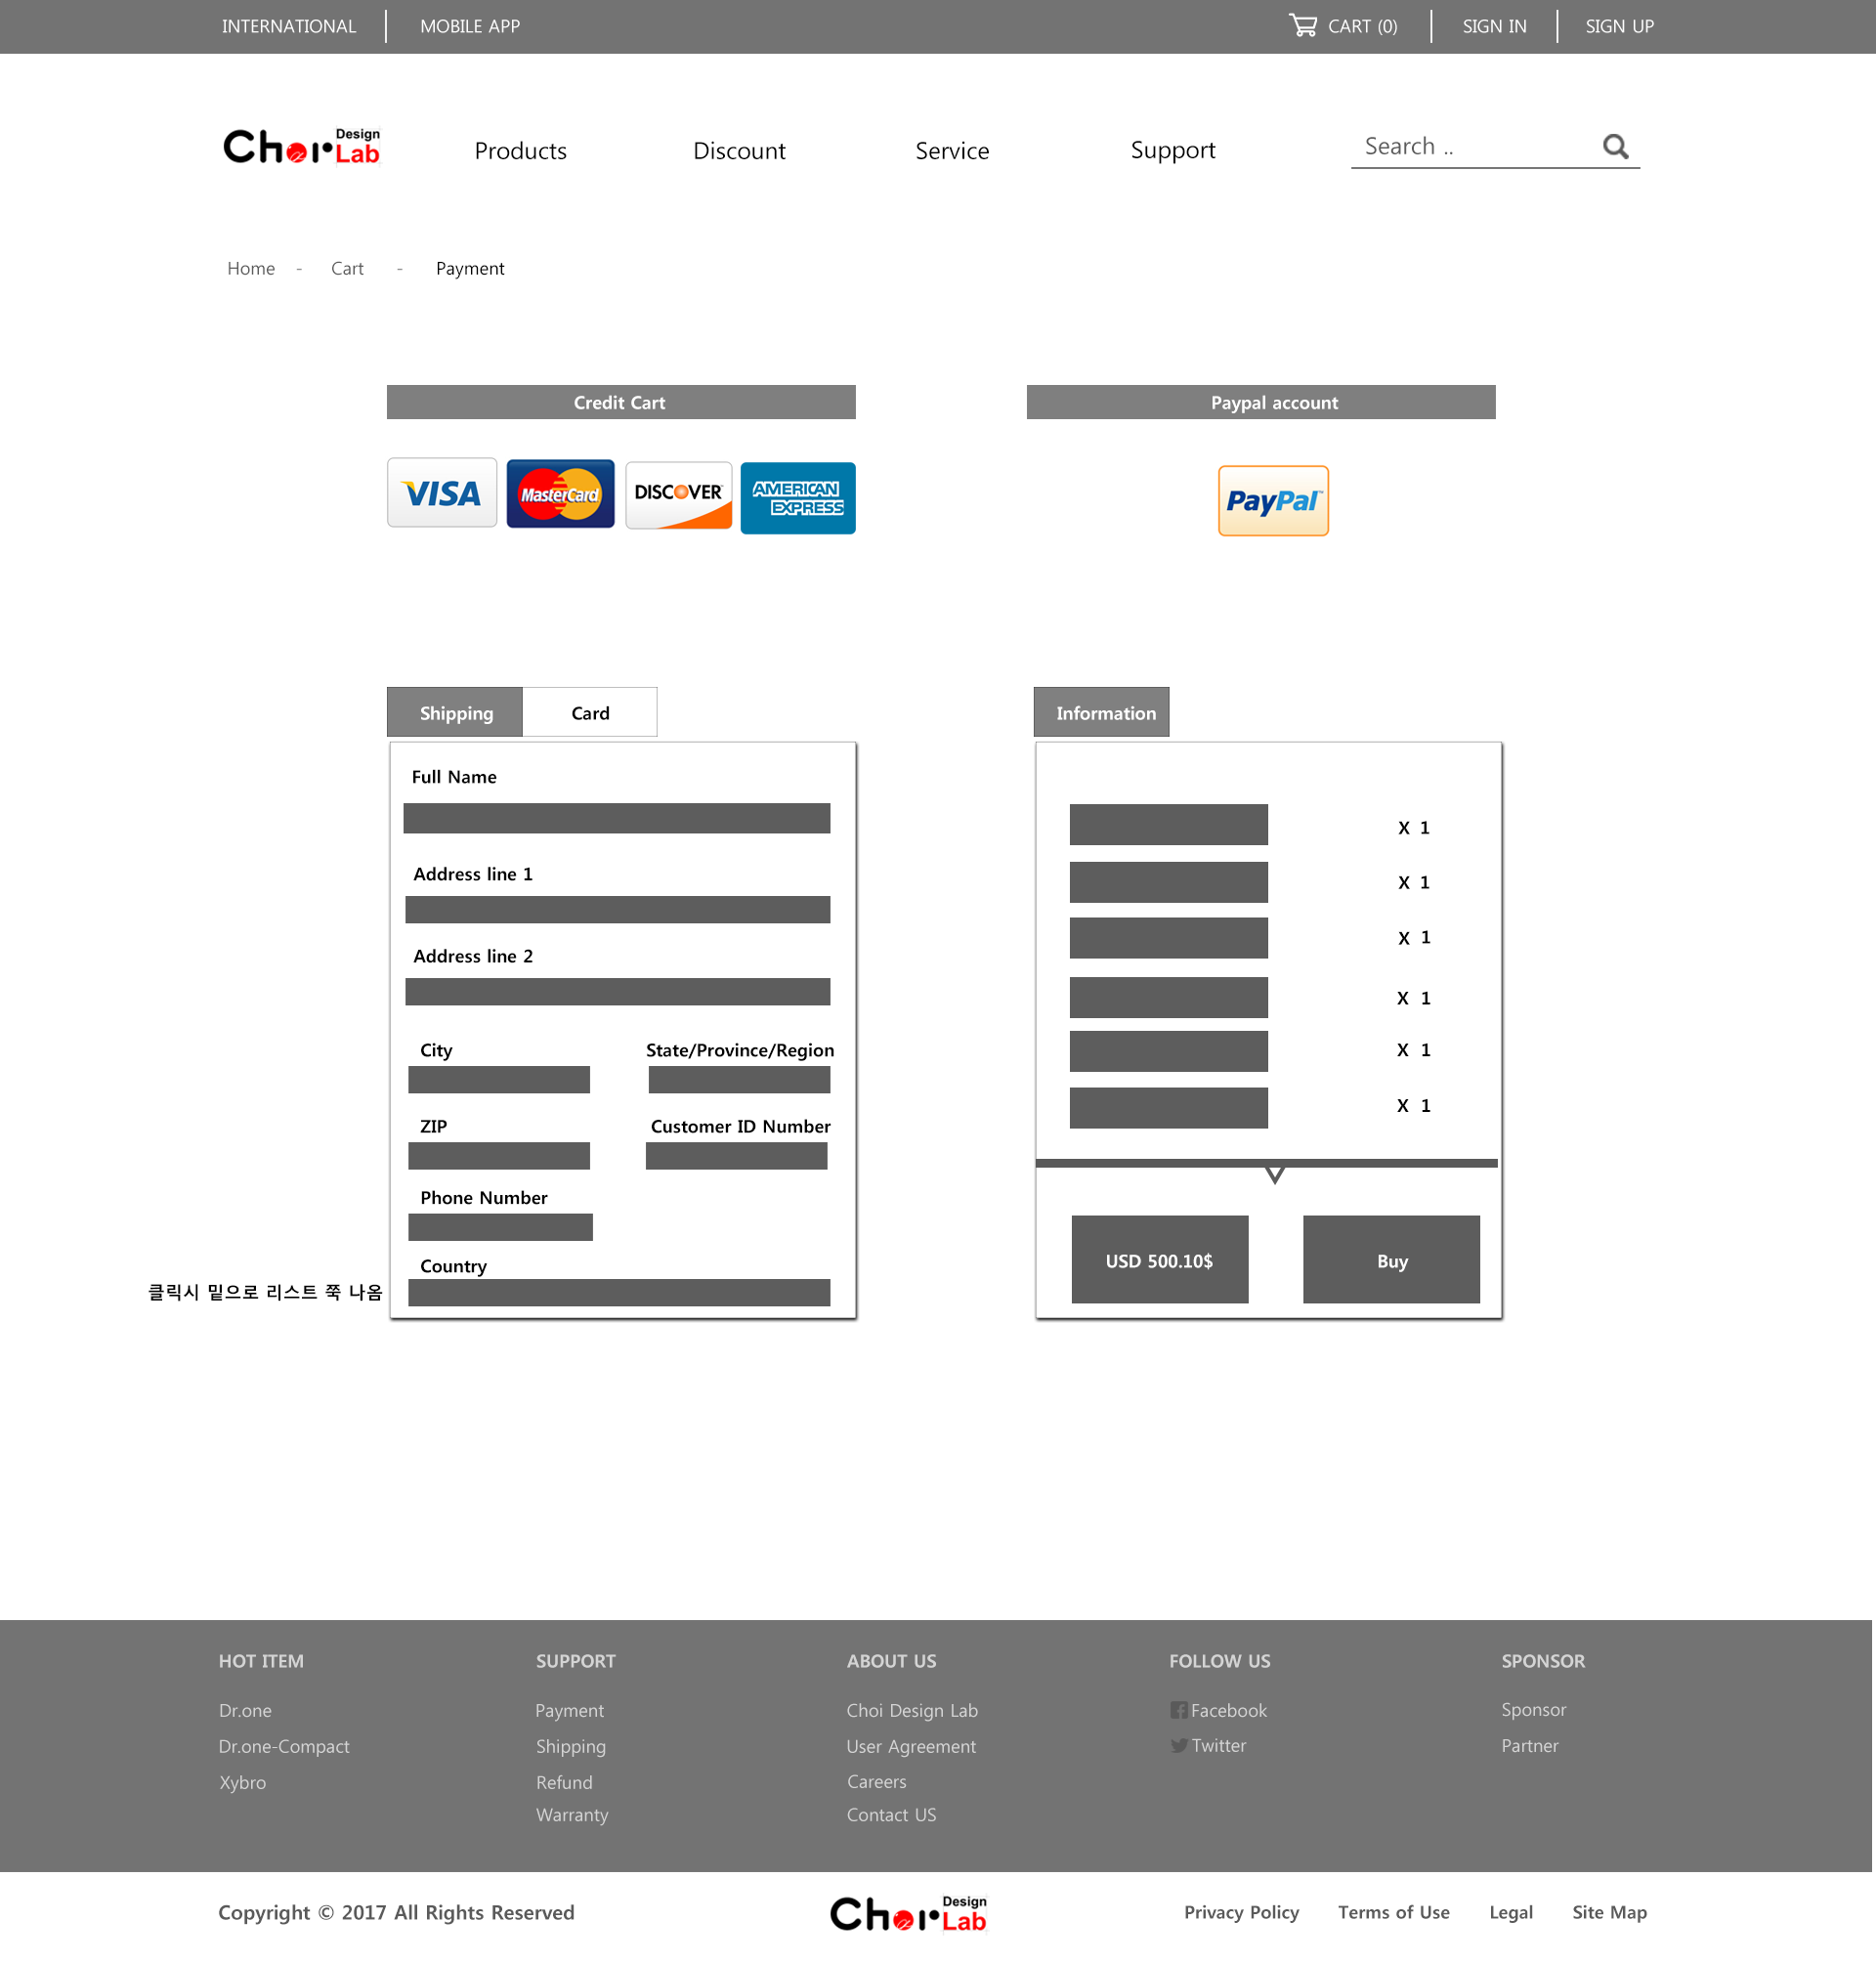 INTERNATIONAL MOBILE APP CART (0) SIGN IN SIGN UP
Choi Design Lab Products Discount Service Support Search ..
Home - Cart - Payment
Credit Cart Paypal account
VISA MasterCard DISCOVER AMERICAN EXPRESS PayPal
Shipping Card Information
Full Name
X 1
Address line 1
X 1
X 1
Address line 2
X 1
City State/Province/Region X 1
X 1
ZIP Customer ID Number
Phone Number
USD 500.10$ Buy
Country
클릭시 밑으로 리스트 쭉 나옴
HOT ITEM SUPPORT ABOUT US FOLLOW US SPONSOR
Dr.one Payment Choi Design Lab Facebook Sponsor
Dr.one-Compact Shipping User Agreement Twitter Partner
Xybro Refund Careers
Warranty Contact US
Copyright © 2017 All Rights Reserved Choi Design Lab Privacy Policy Terms of Use Legal Site Map